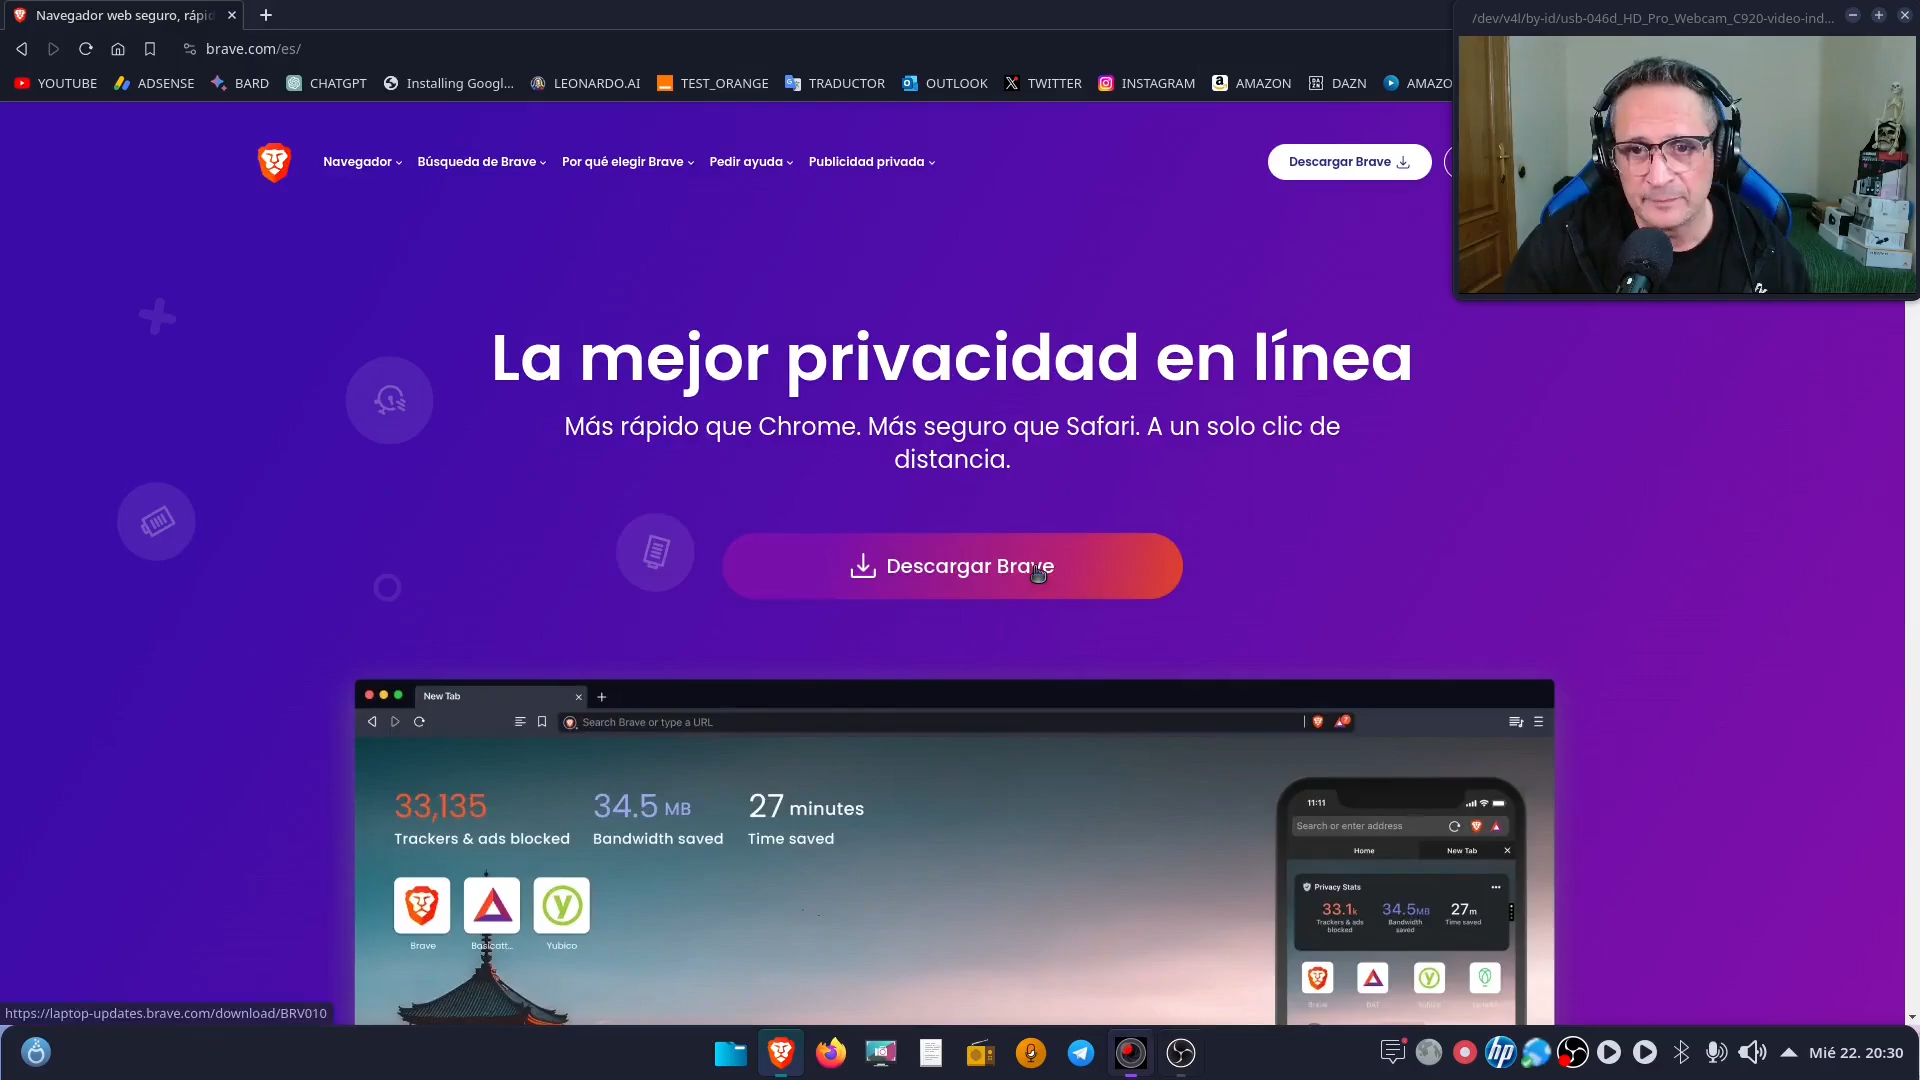 Navegador web seguro, rápi
/dev/v4l/by-id/usb-046d_HD_Pro_Webcam_C920-video-ind...
brave.com/es/
YOUTUBE
ADSENSE
BARD
CHATGPT
Installing Googl...
LEONARDO.AI
TEST_ORANGE
TRADUCTOR
OUTLOOK
TWITTER
INSTAGRAM
AMAZON
DAZN
AMAZO
Navegador
Búsqueda de Brave
Por qué elegir Brave
Pedir ayuda
Publicidad privada
Descargar Brave
La mejor privacidad en línea
Más rápido que Chrome. Más seguro que Safari. A un solo clic de
distancia.
Descargar Brave
New Tab
Search Brave or type a URL
33,135
Trackers & ads blocked
34.5 MB
Bandwidth saved
27 minutes
Time saved
Brave
Basicatt...
Yubico
11:11
Search or enter address
Home
New Tab
Privacy Stats
33.1k
34.5MB
27m
Trackers & ads
blocked
Bandwidth
saved
Time saved
https://laptop-updates.brave.com/download/BRV010
Mié 22. 20:30